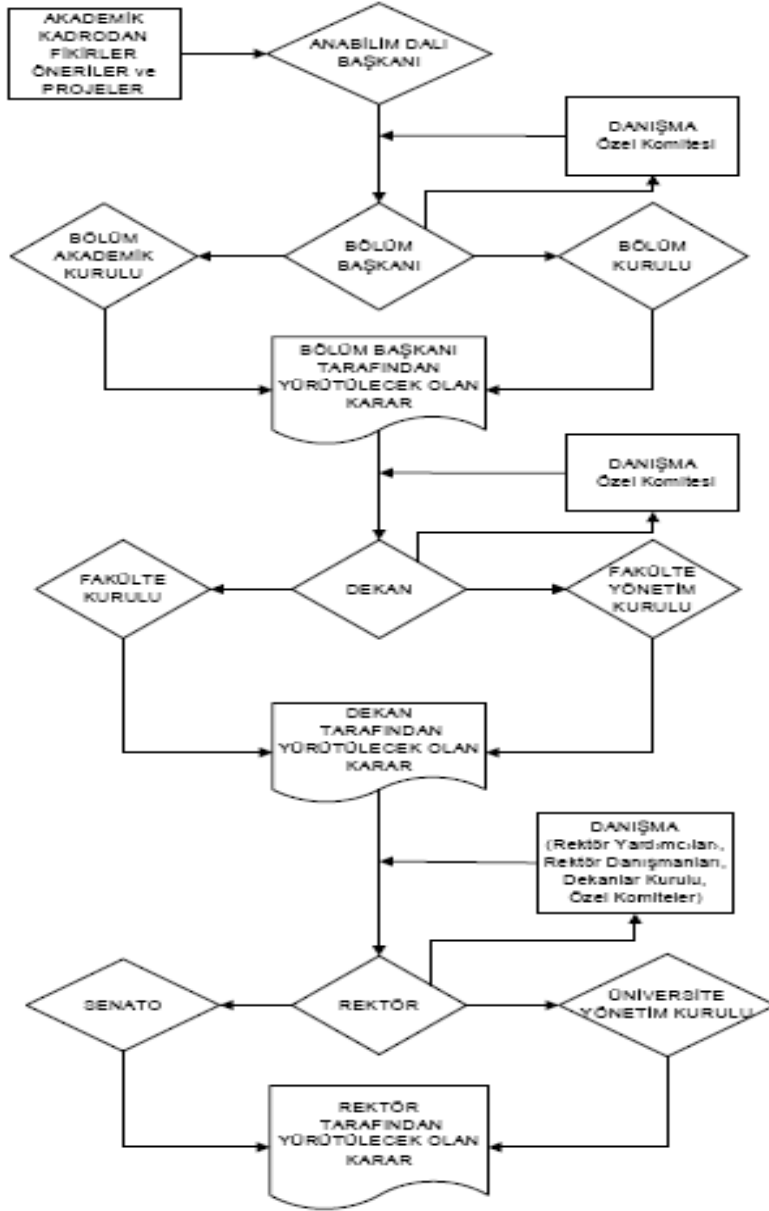 AKADEMİK
KADRODAN
FİKİRLER
ÖNERİLER ve
PROJELER
ANABİLİM DALI
BAŞKANI
DANIŞMA
Özel Komitesi
BÖLÜM
AKADEMİK
KURULU
BÖLÜM
BAŞKANI
BÖLÜM
KURULU
BÖLÜM BAŞKANI
TARAFINDAN
YÜRÜTÜLECEK OLAN
KARAR
DANIŞMA
Özel Komitesi
FAKÜLTE
KURULU
DEKAN
FAKÜLTE
YÖNETİM
KURULU
DEKAN
TARAFINDAN
YÜRÜTÜLECEK OLAN
KARAR
DANIŞMA
(Rektör Yardımcıları,
Rektör Danışmanları,
Dekanlar Kurulu,
Özel Komiteler)
SENATO
REKTÖR
ÜNİVERSİTE
YÖNETİM KURULU
REKTÖR
TARAFINDAN
YÜRÜTÜLECEK OLAN
KARAR